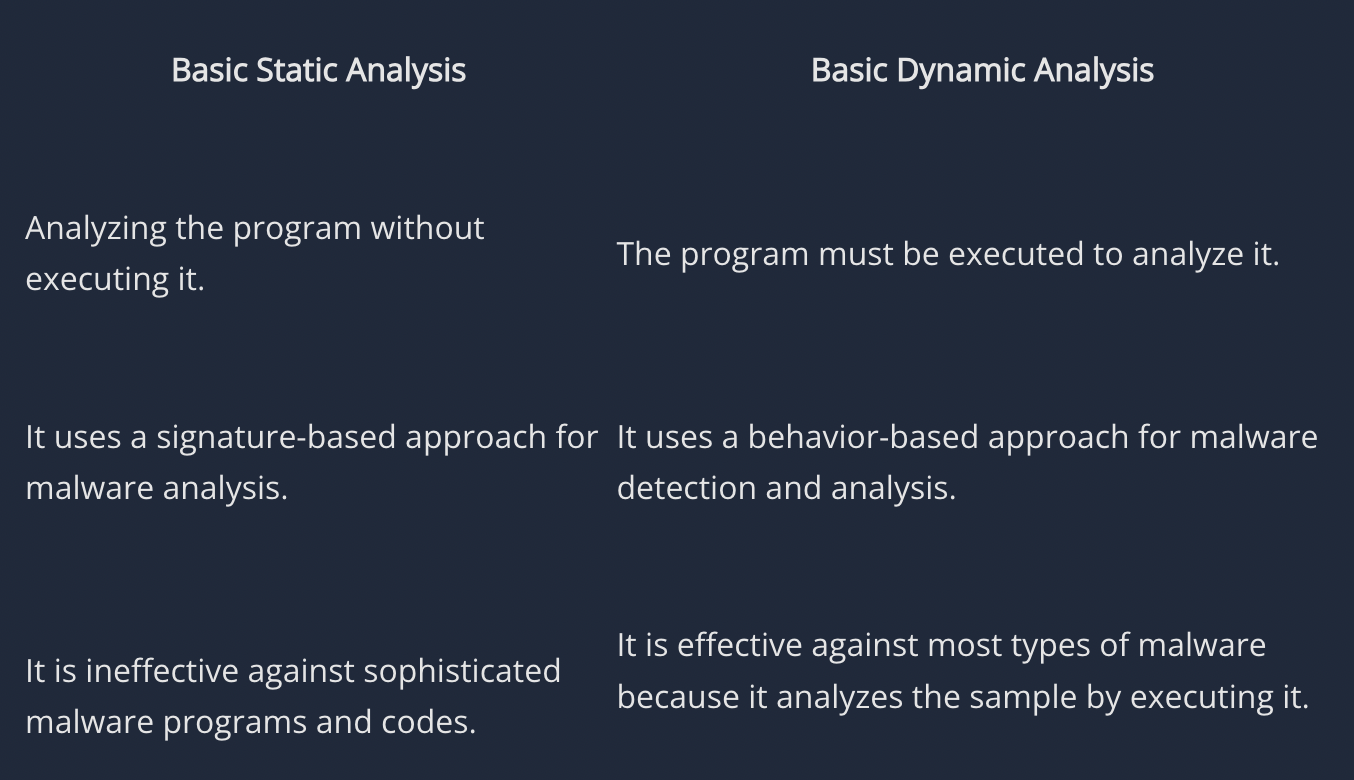 Basic Static Analysis
Basic Dynamic Analysis
Analyzing the program without
executing it.
The program must be executed to analyze it.
It uses a signature-based approach for
malware analysis.
It uses a behavior-based approach for malware
detection and analysis.
It is ineffective against sophisticated
malware programs and codes.
It is effective against most types of malware
because it analyzes the sample by executing it.